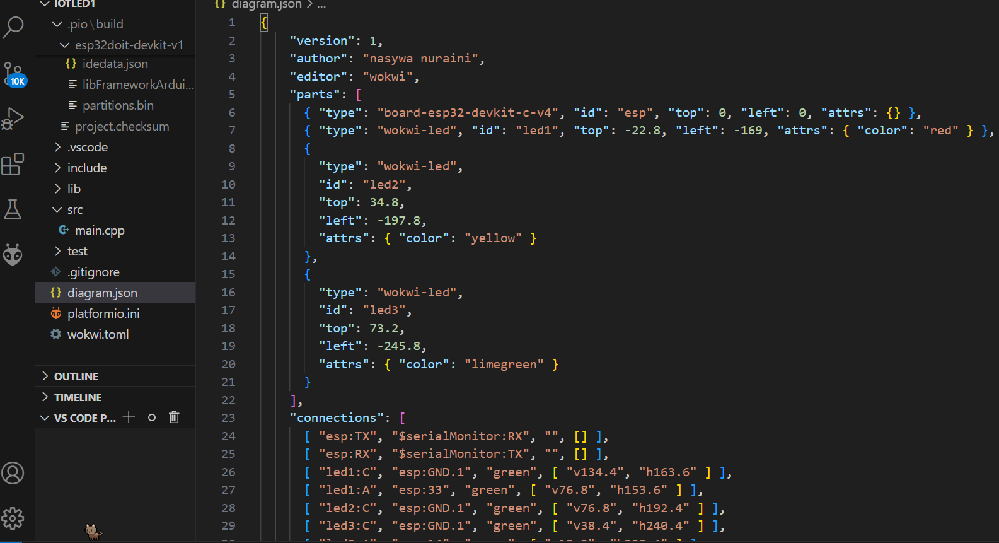 IOTLED1
.pio\build
esp32doit-devkit-v1
idedata.json
libFrameworkArdui...
partitions.bin
project.checksum
.vscode
include
lib
src
main.cpp
test
.gitignore
diagram.json
platformio.ini
wokwi.toml
OUTLINE
TIMELINE
VS CODE P...
10K
diagram.json > ...
1 {
2 "version": 1,
3 "author": "nasywa nuraini",
4 "editor": "wokwi",
5 "parts": [
6 { "type": "board-esp32-devkit-c-v4", "id": "esp", "top": 0, "left": 0, "attrs": {} },
7 { "type": "wokwi-led", "id": "led1", "top": -22.8, "left": -169, "attrs": { "color": "red" } },
8 {
9 "type": "wokwi-led",
10 "id": "led2",
11 "top": 34.8,
12 "left": -197.8,
13 "attrs": { "color": "yellow" }
14 },
15 {
16 "type": "wokwi-led",
17 "id": "led3",
18 "top": 73.2,
19 "left": -245.8,
20 "attrs": { "color": "limegreen" }
21 }
22 ],
23 "connections": [
24 [ "esp:TX", "$serialMonitor:RX", "", [] ],
25 [ "esp:RX", "$serialMonitor:TX", "", [] ],
26 [ "led1:C", "esp:GND.1", "green", [ "v134.4", "h163.6" ] ],
27 [ "led1:A", "esp:33", "green", [ "v76.8", "h153.6" ] ],
28 [ "led2:C", "esp:GND.1", "green", [ "v76.8", "h192.4" ] ],
29 [ "led3:C", "esp:GND.1", "green", [ "v38.4", "h240.4" ] ],